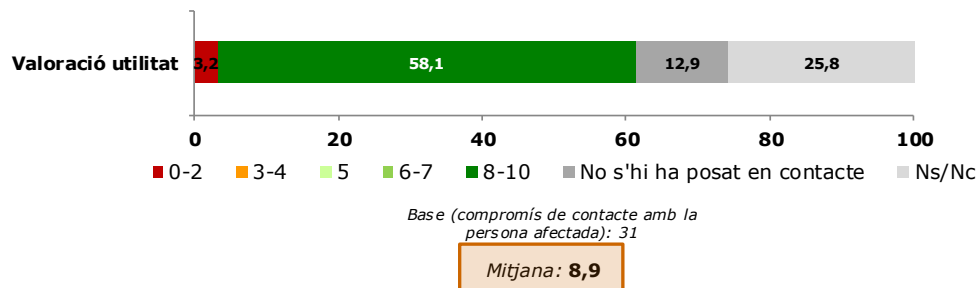 Valoració utilitat 3,2 58,1 12,9 25,8
0 20 40 60 80 100
0-2 3-4 5 6-7 8-10 No s'hi ha posat en contacte Ns/Nc
Base (compromís de contacte amb la
persona afectada): 31
Mitjana: 8,9